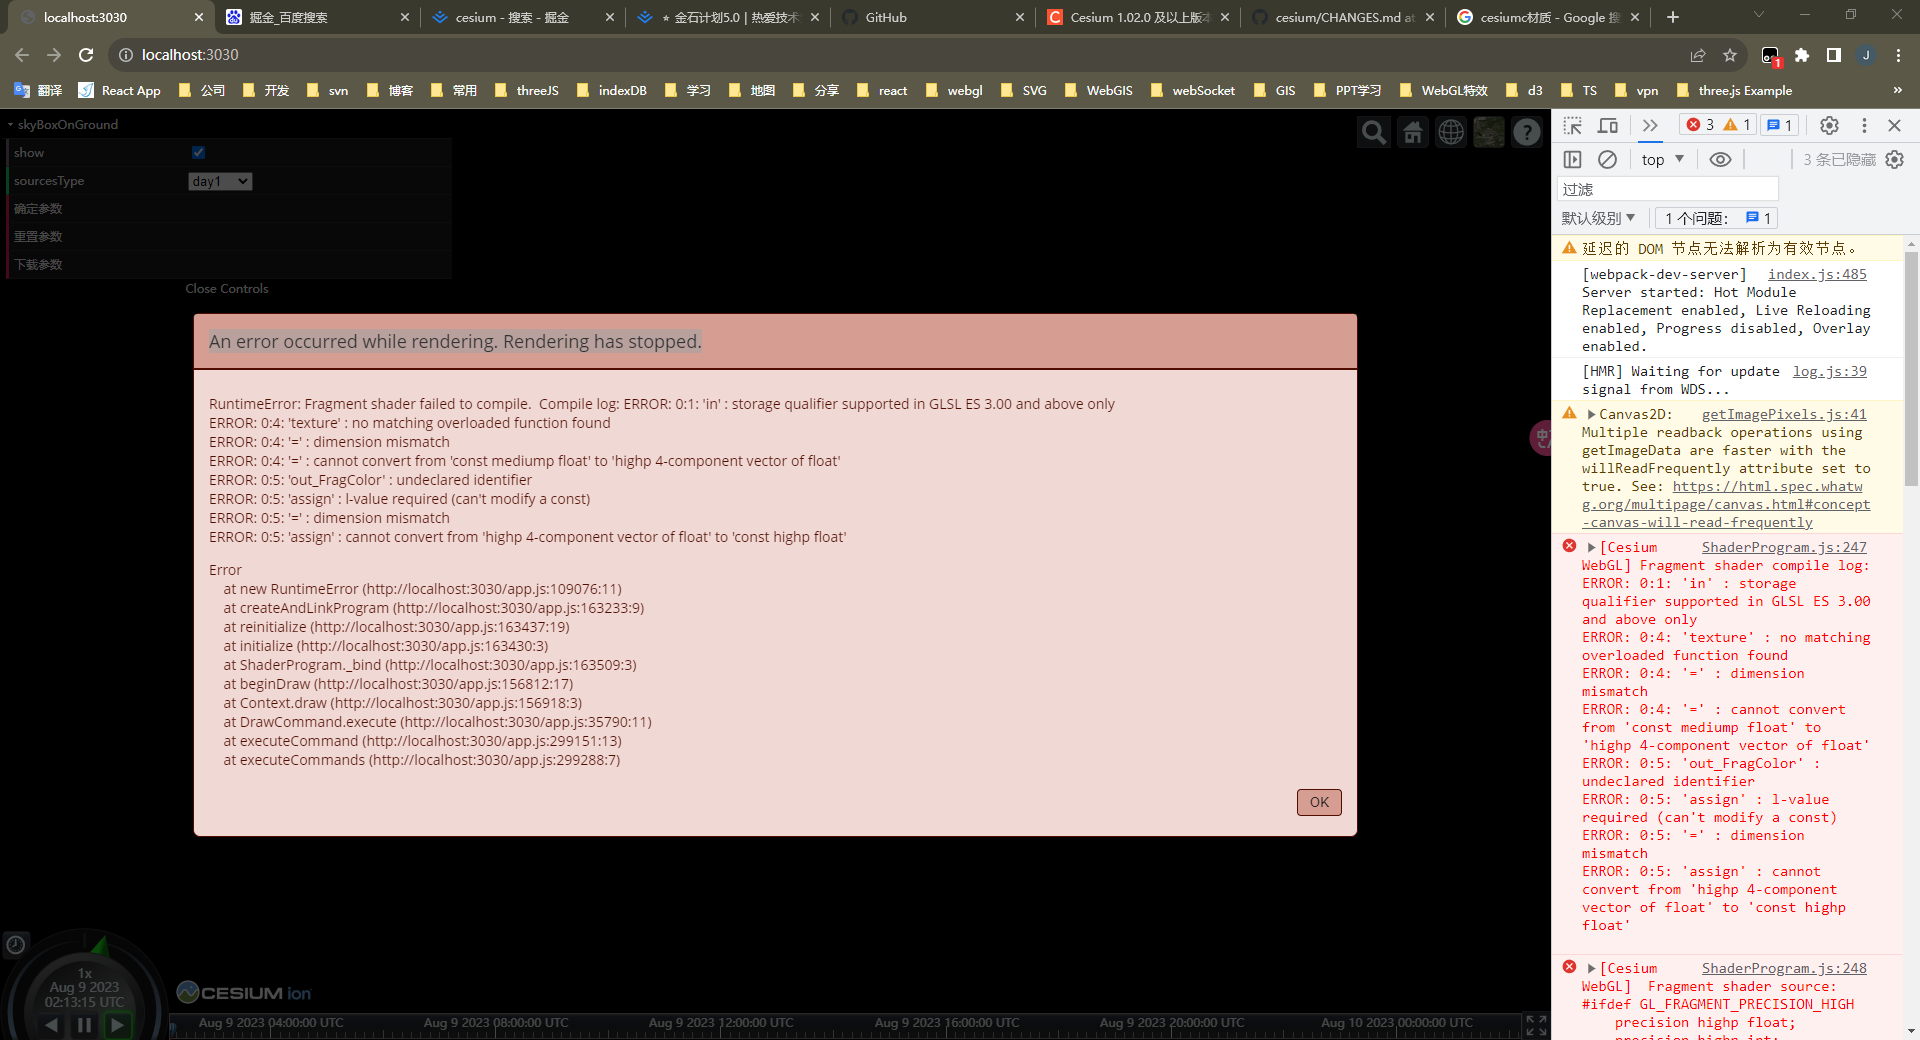 localhost:3030
掘金_百度搜索
cesium - 搜索 - 掘金
★ 金石计划5.0 | 热爱技术
GitHub
Cesium 1.02.0 及以上版本
cesium/CHANGES.md at
cesiumc材质 - Google 搜
localhost:3030
J
1
翻译
React App
公司
开发
svn
博客
常用
threeJS
indexDB
学习
地图
分享
react
webgl
SVG
WebGIS
webSocket
GIS
PPT学习
WebGL特效
d3
TS
vpn
three.js Example
»
skyBoxOnGround
show
sourcesType
day1
确定参数
重置参数
下载参数
Close Controls
?
An error occurred while rendering. Rendering has stopped.
RuntimeError: Fragment shader failed to compile.  Compile log: ERROR: 0:1: 'in' : storage qualifier supported in GLSL ES 3.00 and above only
ERROR: 0:4: 'texture' : no matching overloaded function found
ERROR: 0:4: '=' : dimension mismatch
ERROR: 0:4: '=' : cannot convert from 'const mediump float' to 'highp 4-component vector of float'
ERROR: 0:5: 'out_FragColor' : undeclared identifier
ERROR: 0:5: 'assign' : l-value required (can't modify a const)
ERROR: 0:5: '=' : dimension mismatch
ERROR: 0:5: 'assign' : cannot convert from 'highp 4-component vector of float' to 'const highp float'
Error
at new RuntimeError (http://localhost:3030/app.js:109076:11)
at createAndLinkProgram (http://localhost:3030/app.js:163233:9)
at reinitialize (http://localhost:3030/app.js:163437:19)
at initialize (http://localhost:3030/app.js:163430:3)
at ShaderProgram._bind (http://localhost:3030/app.js:163509:3)
at beginDraw (http://localhost:3030/app.js:156812:17)
at Context.draw (http://localhost:3030/app.js:156918:3)
at DrawCommand.execute (http://localhost:3030/app.js:35790:11)
at executeCommand (http://localhost:3030/app.js:299151:13)
at executeCommands (http://localhost:3030/app.js:299288:7)
OK
1x
Aug 9 2023
02:13:15 UTC
CESIUM ion
Aug 9 2023 04:00:00 UTC
Aug 9 2023 08:00:00 UTC
Aug 9 2023 12:00:00 UTC
Aug 9 2023 16:00:00 UTC
Aug 9 2023 20:00:00 UTC
Aug 10 2023 00:00:00 UTC
3
1
1
top
3 条已隐藏
过滤
默认级别
1 个问题:
1
延迟的 DOM 节点无法解析为有效节点。
[webpack-dev-server] index.js:485
Server started: Hot Module
Replacement enabled, Live Reloading
enabled, Progress disabled, Overlay
enabled.
[HMR] Waiting for update log.js:39
signal from WDS...
Canvas2D: getImagePixels.js:41
Multiple readback operations using
getImageData are faster with the
willReadFrequently attribute set to
true. See: https://html.spec.whatw
g.org/multipage/canvas.html#concept
-canvas-will-read-frequently
[Cesium ShaderProgram.js:247
WebGL] Fragment shader compile log:
ERROR: 0:1: 'in' : storage
qualifier supported in GLSL ES 3.00
and above only
ERROR: 0:4: 'texture' : no matching
overloaded function found
ERROR: 0:4: '=' : dimension
mismatch
ERROR: 0:4: '=' : cannot convert
from 'const mediump float' to
'highp 4-component vector of float'
ERROR: 0:5: 'out_FragColor' :
undeclared identifier
ERROR: 0:5: 'assign' : l-value
required (can't modify a const)
ERROR: 0:5: '=' : dimension
mismatch
ERROR: 0:5: 'assign' : cannot
convert from 'highp 4-component
vector of float' to 'const highp
float'
[Cesium ShaderProgram.js:248
WebGL]  Fragment shader source:
#ifdef GL_FRAGMENT_PRECISION_HIGH
precision highp float;
precision highp int;